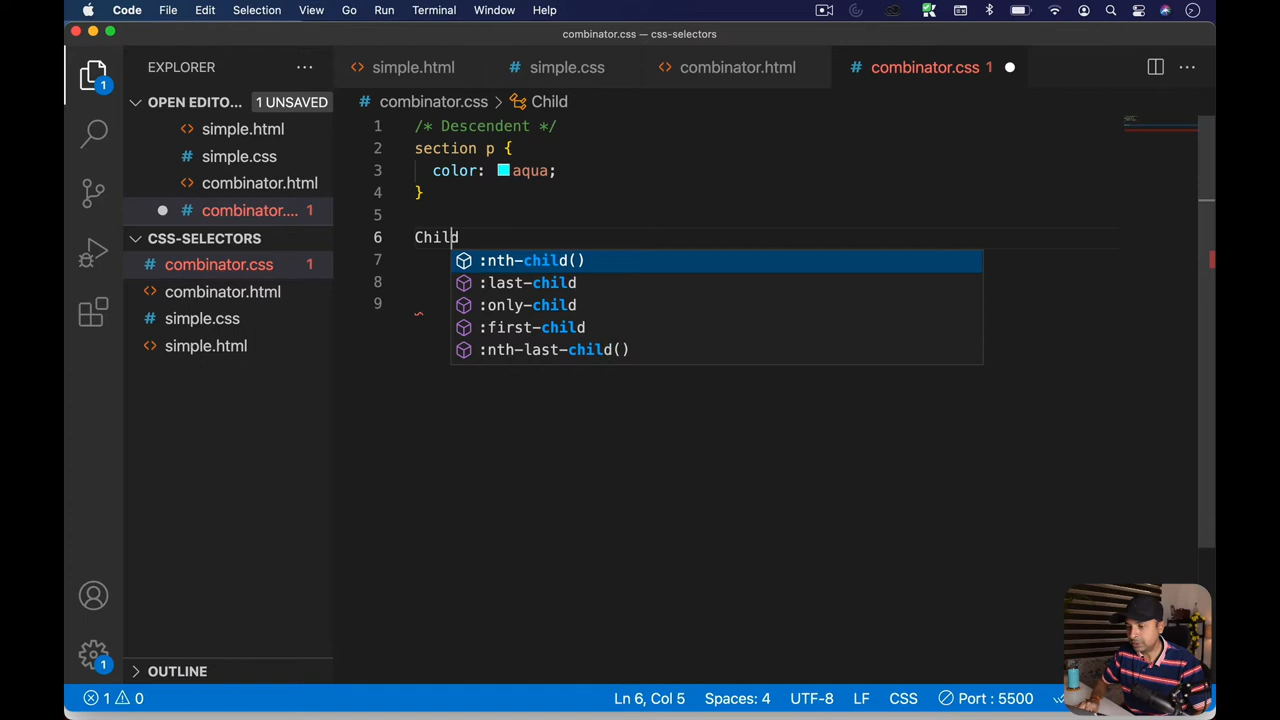 Code File Edit Selection View Go Run Terminal Window Help
combinator.css — css-selectors
EXPLORER
simple.html simple.css combinator.html combinator.css 1
OPEN EDITO... 1 UNSAVED
simple.html
simple.css
combinator.html
combinator.... 1
CSS-SELECTORS
combinator.css 1
combinator.html
simple.css
simple.html
OUTLINE
combinator.css > Child
1 /* Descendent */
2 section p {
3 color: aqua;
4 }
5
6 Child
7
8
9
:nth-child()
:last-child
:only-child
:first-child
:nth-last-child()
1
1
1 0 Ln 6, Col 5 Spaces: 4 UTF-8 LF CSS Port : 5500